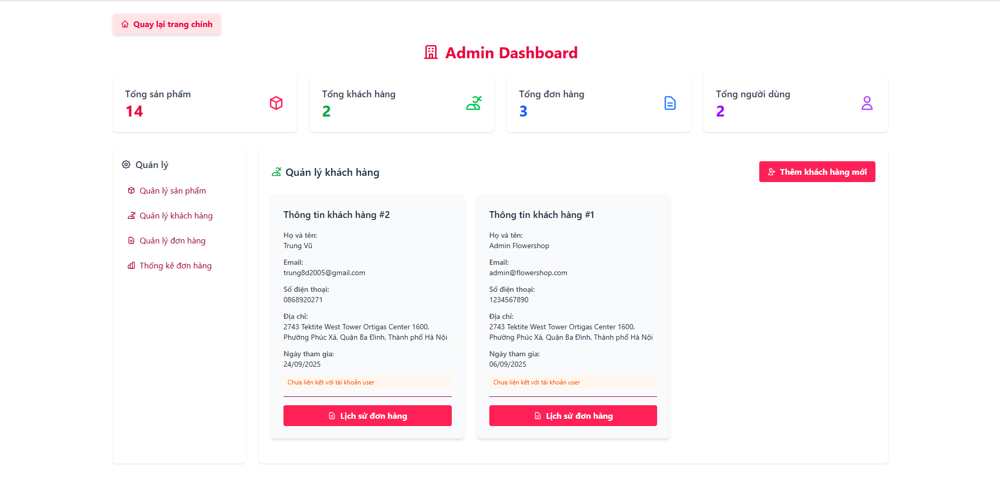 Quay lại trang chính
Admin Dashboard
Tổng sản phẩm
14
Tổng khách hàng
2
Tổng đơn hàng
3
Tổng người dùng
2
Quản lý
Quản lý sản phẩm
Quản lý khách hàng
Quản lý đơn hàng
Thống kê đơn hàng
Quản lý khách hàng
Thêm khách hàng mới
Thông tin khách hàng #2
Họ và tên:
Trung Vũ
Email:
trung8d2005@gmail.com
Số điện thoại:
0868920271
Địa chỉ:
2743 Tektite West Tower Ortigas Center 1600,
Phường Phúc Xá, Quận Ba Đình, Thành phố Hà Nội
Ngày tham gia:
24/09/2025
Chưa liên kết với tài khoản user
Lịch sử đơn hàng
Thông tin khách hàng #1
Họ và tên:
Admin Flowershop
Email:
admin@flowershop.com
Số điện thoại:
1234567890
Địa chỉ:
2743 Tektite West Tower Ortigas Center 1600,
Phường Phúc Xá, Quận Ba Đình, Thành phố Hà Nội
Ngày tham gia:
06/09/2025
Chưa liên kết với tài khoản user
Lịch sử đơn hàng